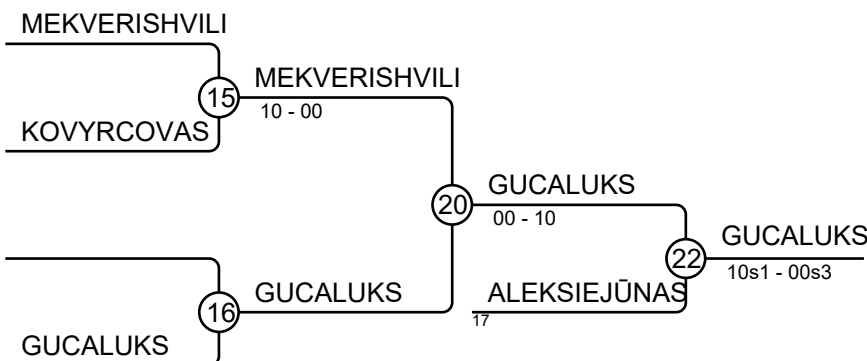 MEKVERISHVILI
15
MEKVERISHVILI
10 - 00
KOVYRCOVAS
20
GUCALUKS
00 - 10
22
GUCALUKS
10s1 - 00s3
16
GUCALUKS
ALEKSIEJŪNAS
17
GUCALUKS